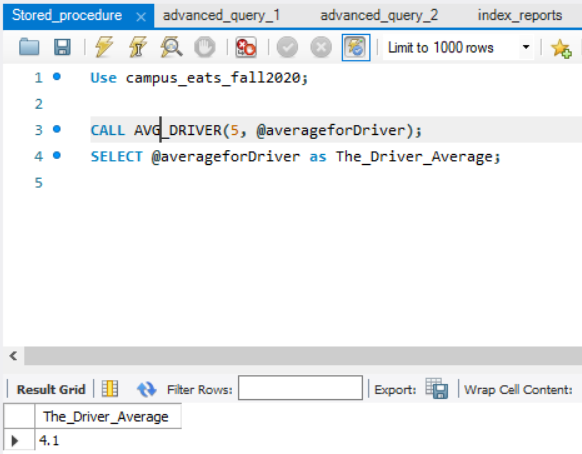 Stored_procedure × advanced_query_1 advanced_query_2 index_reports
Limit to 1000 rows
1 Use campus_eats_fall2020;
2
3 CALL AVG_DRIVER(5, @averageforDriver);
4 SELECT @averageforDriver as The_Driver_Average;
5
Result Grid Filter Rows: Export: Wrap Cell Content:
The_Driver_Average
4.1